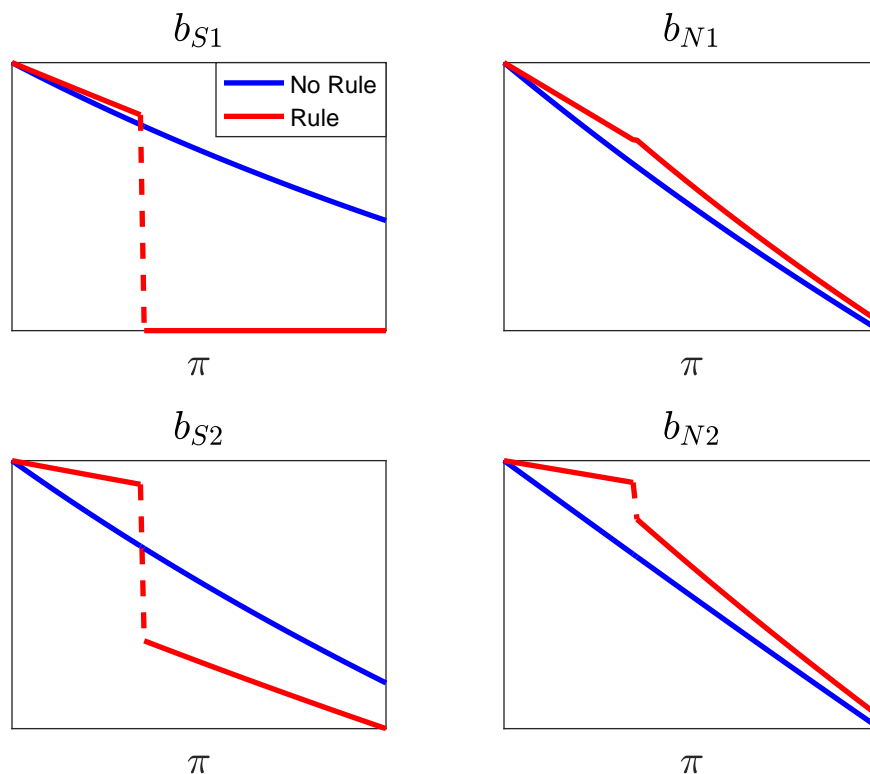 b_{S1}
No Rule
Rule
π
b_{N1}
π
b_{S2}
π
b_{N2}
π